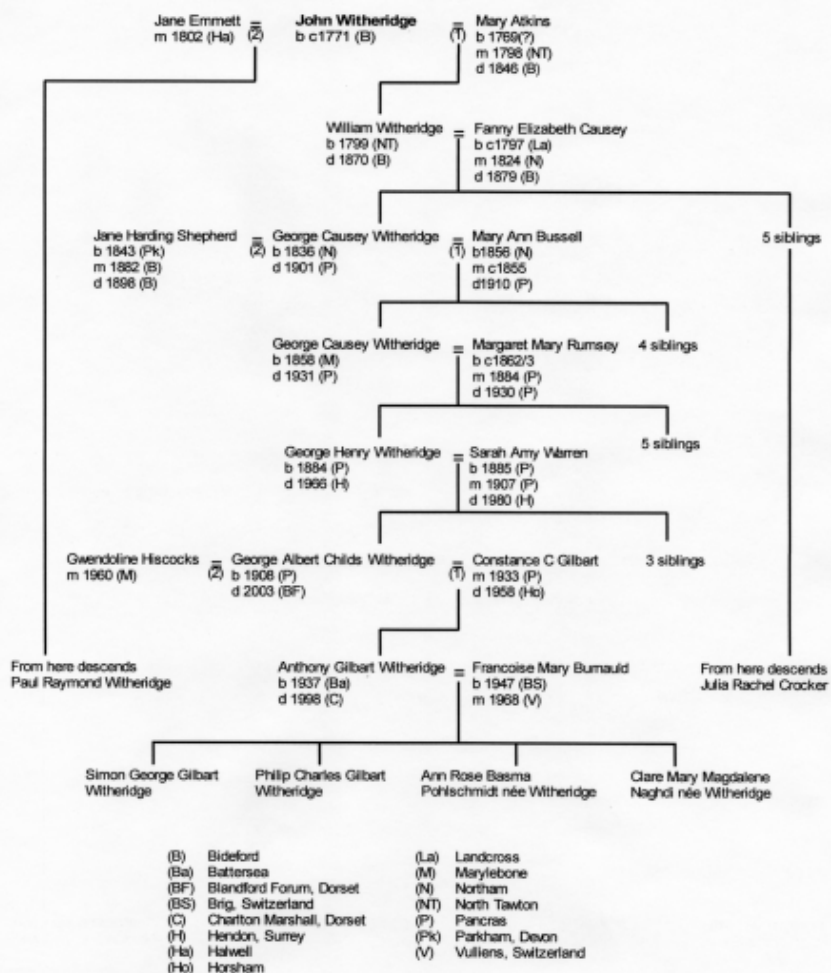 Jane Emmett
m 1802 (Ha)
=
(2)
John Witheridge
b c1771 (B)
=
(1)
Mary Atkins
b 1769(?)
m 1798 (NT)
d 1846 (B)
William Witheridge
b 1799 (NT)
d 1870 (B)
=
Fanny Elizabeth Causey
b c1797 (La)
m 1824 (N)
d 1879 (B)
Jane Harding Shepherd
b 1843 (Pk)
m 1882 (B)
d 1898 (B)
=
(2)
George Causey Witheridge
b 1836 (N)
d 1901 (P)
=
(1)
Mary Ann Bussell
b1856 (N)
m c1855
d1910 (P)
5 siblings
George Causey Witheridge
b 1858 (M)
d 1931 (P)
=
Margaret Mary Rumsey
b c1862/3
m 1884 (P)
d 1930 (P)
4 siblings
George Henry Witheridge
b 1884 (P)
d 1966 (H)
=
Sarah Amy Warren
b 1885 (P)
m 1907 (P)
d 1980 (H)
5 siblings
Gwendoline Hiscocks
m 1960 (M)
=
(2)
George Albert Childs Witheridge
b 1908 (P)
d 2003 (BF)
=
(1)
Constance C Gilbart
m 1933 (P)
d 1958 (Ho)
3 siblings
From here descends
Paul Raymond Witheridge
Anthony Gilbart Witheridge
b 1937 (Ba)
d 1998 (C)
=
Francoise Mary Burnauld
b 1947 (BS)
m 1968 (V)
From here descends
Julia Rachel Crocker
Simon George Gilbart
Witheridge
Philip Charles Gilbart
Witheridge
Ann Rose Basma
Pohlschmidt née Witheridge
Clare Mary Magdalene
Naghdi née Witheridge
(B) Bideford
(Ba) Battersea
(BF) Blandford Forum, Dorset
(BS) Brig, Switzerland
(C) Charlton Marshall, Dorset
(H) Hendon, Surrey
(Ha) Halwell
(Ho) Horsham
(La) Landcross
(M) Marylebone
(N) Northam
(NT) North Tawton
(P) Pancras
(Pk) Parkham, Devon
(V) Vulliens, Switzerland